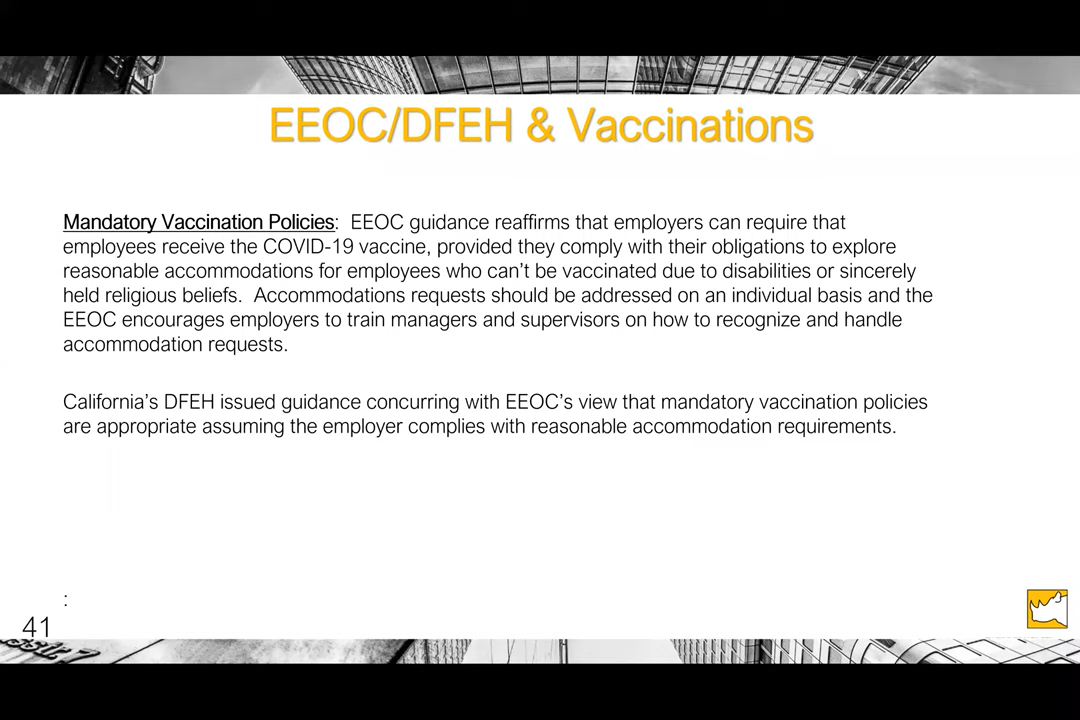 EEOC/DFEH & Vaccinations
Mandatory Vaccination Policies:  EEOC guidance reaffirms that employers can require that
employees receive the COVID-19 vaccine, provided they comply with their obligations to explore
reasonable accommodations for employees who can't be vaccinated due to disabilities or sincerely
held religious beliefs.  Accommodations requests should be addressed on an individual basis and the
EEOC encourages employers to train managers and supervisors on how to recognize and handle
accommodation requests.
California's DFEH issued guidance concurring with EEOC's view that mandatory vaccination policies
are appropriate assuming the employer complies with reasonable accommodation requirements.
:
41